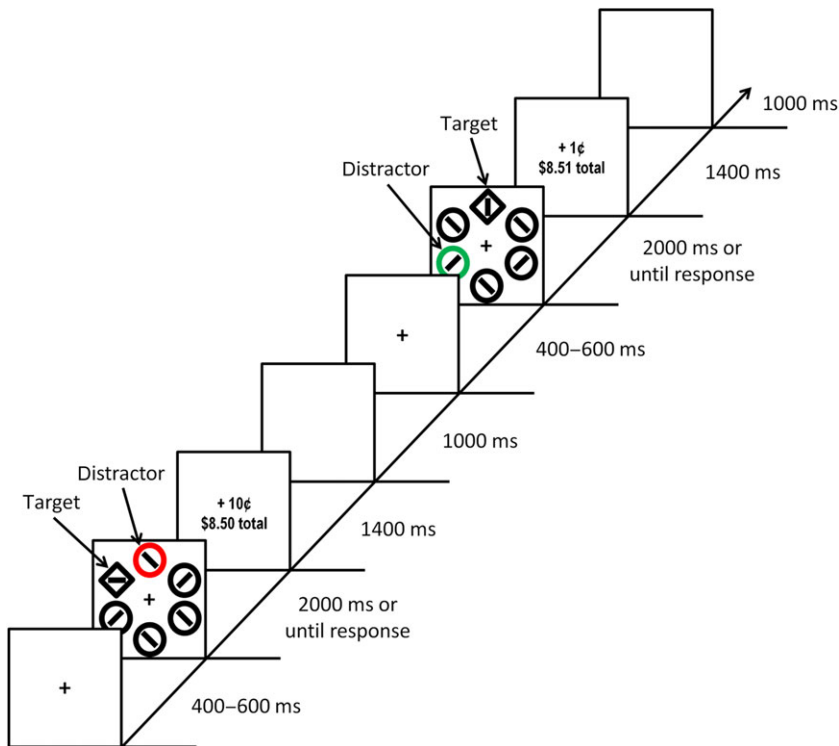 1000 ms
Target
+ 1¢
$8.51 total
1400 ms
Distractor
+
2000 ms or
until response
+
400–600 ms
1000 ms
Distractor
Target
+ 10¢
$8.50 total
1400 ms
+
2000 ms or
until response
+
400–600 ms